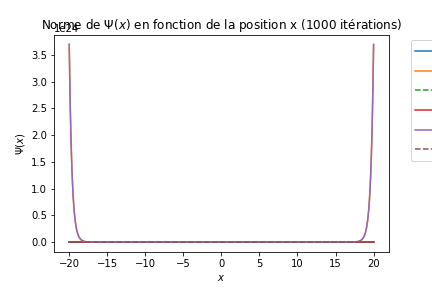 Norme de Ψ(x) en fonction de la position x (1000 itérations)
1e24
3.5
3.0
2.5
2.0
1.5
1.0
0.5
0.0
Ψ(x)
−20 −15 −10 −5 0 5 10 15 20
x